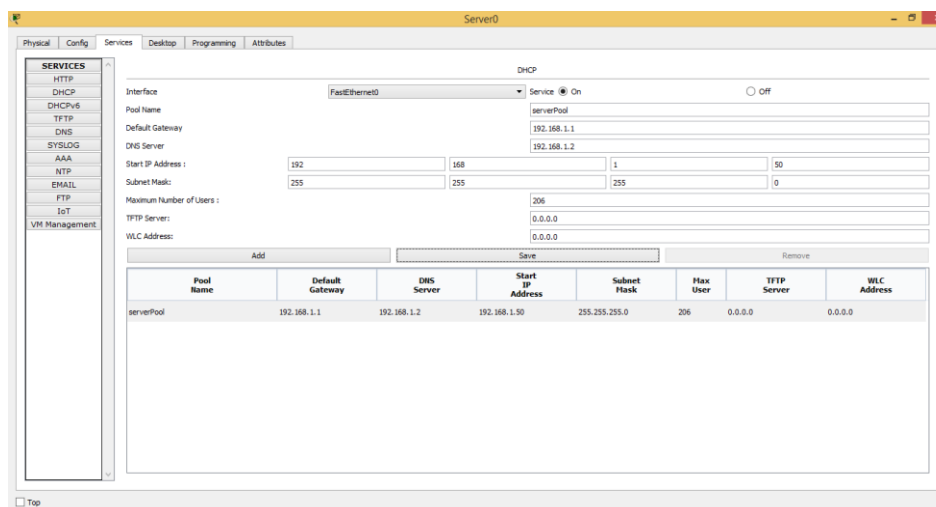 Server0
Physical Config Services Desktop Programming Attributes
SERVICES
HTTP
DHCP
DHCPv6
TFTP
DNS
SYSLOG
AAA
NTP
EMAIL
FTP
IoT
VM Management
DHCP
Interface FastEthernet0 Service On Off
Pool Name serverPool
Default Gateway 192.168.1.1
DNS Server 192.168.1.2
Start IP Address : 192 168 1 50
Subnet Mask: 255 255 255 0
Maximum Number of Users : 206
TFTP Server: 0.0.0.0
WLC Address: 0.0.0.0
Add Save Remove
Pool Name Default Gateway DNS Server Start IP Address Subnet Mask Max User TFTP Server WLC Address
serverPool 192.168.1.1 192.168.1.2 192.168.1.50 255.255.255.0 206 0.0.0.0 0.0.0.0
Top